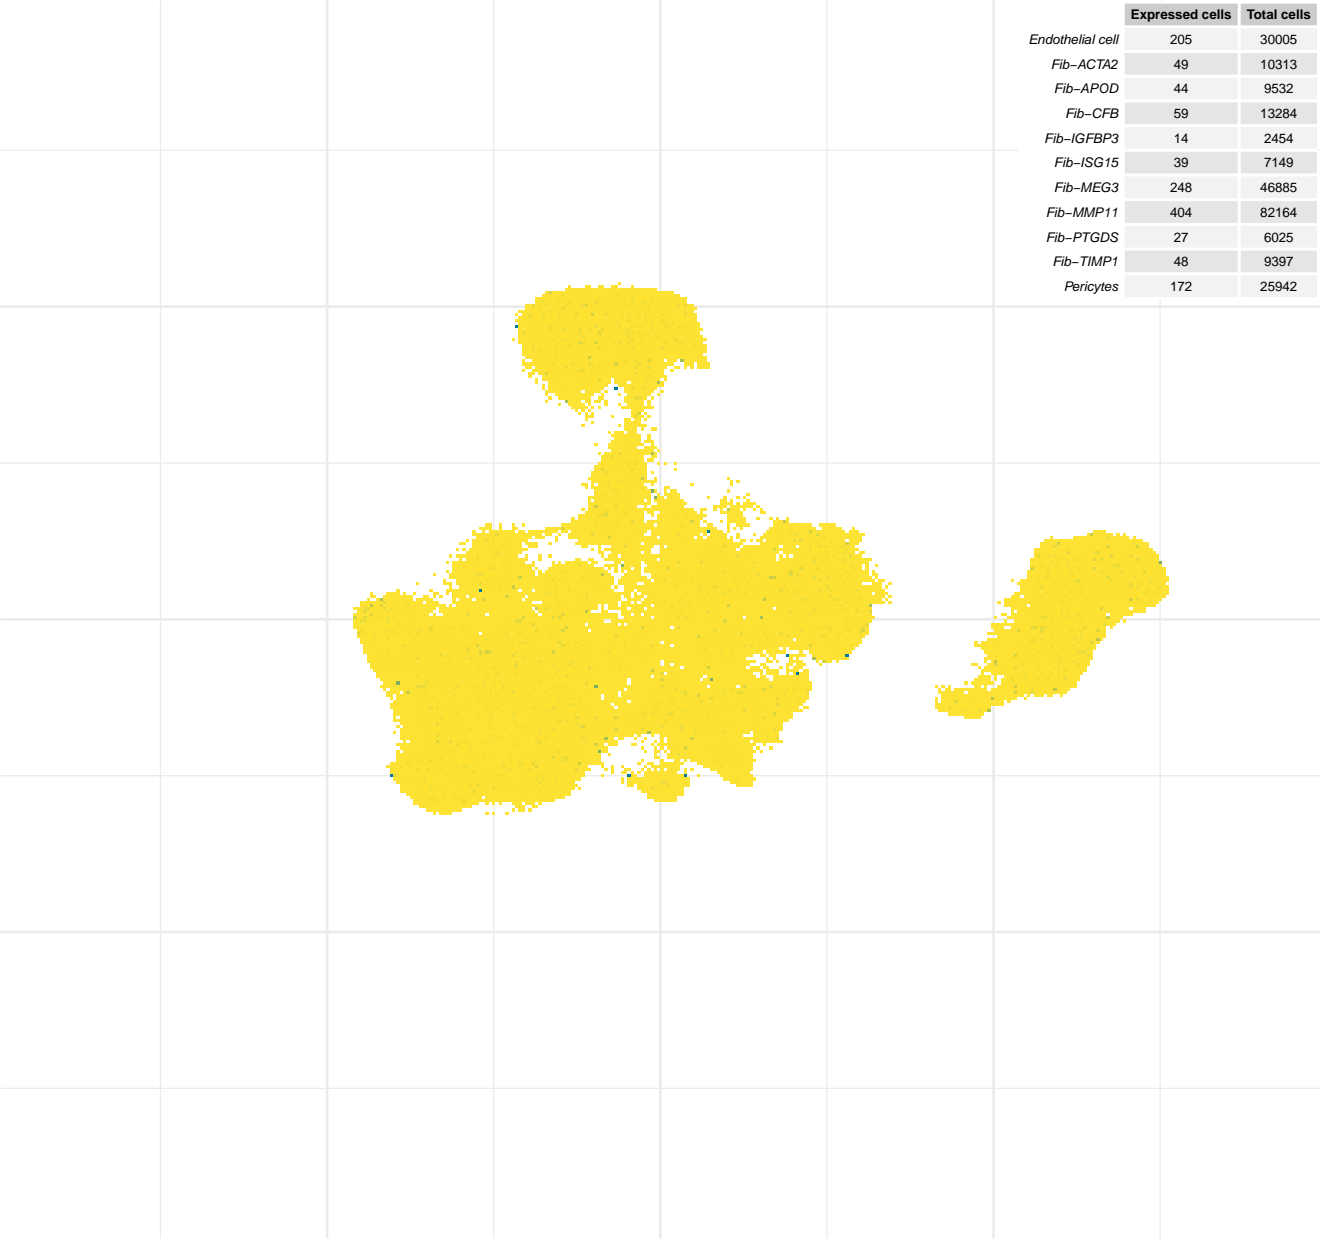 Expressed cells Total cells
Endothelial cell 205 30005
Fib−ACTA2 49 10313
Fib−APOD 44 9532
Fib−CFB 59 13284
Fib−IGFBP3 14 2454
Fib−ISG15 39 7149
Fib−MEG3 248 46885
Fib−MMP11 404 82164
Fib−PTGDS 27 6025
Fib−TIMP1 48 9397
Pericytes 172 25942